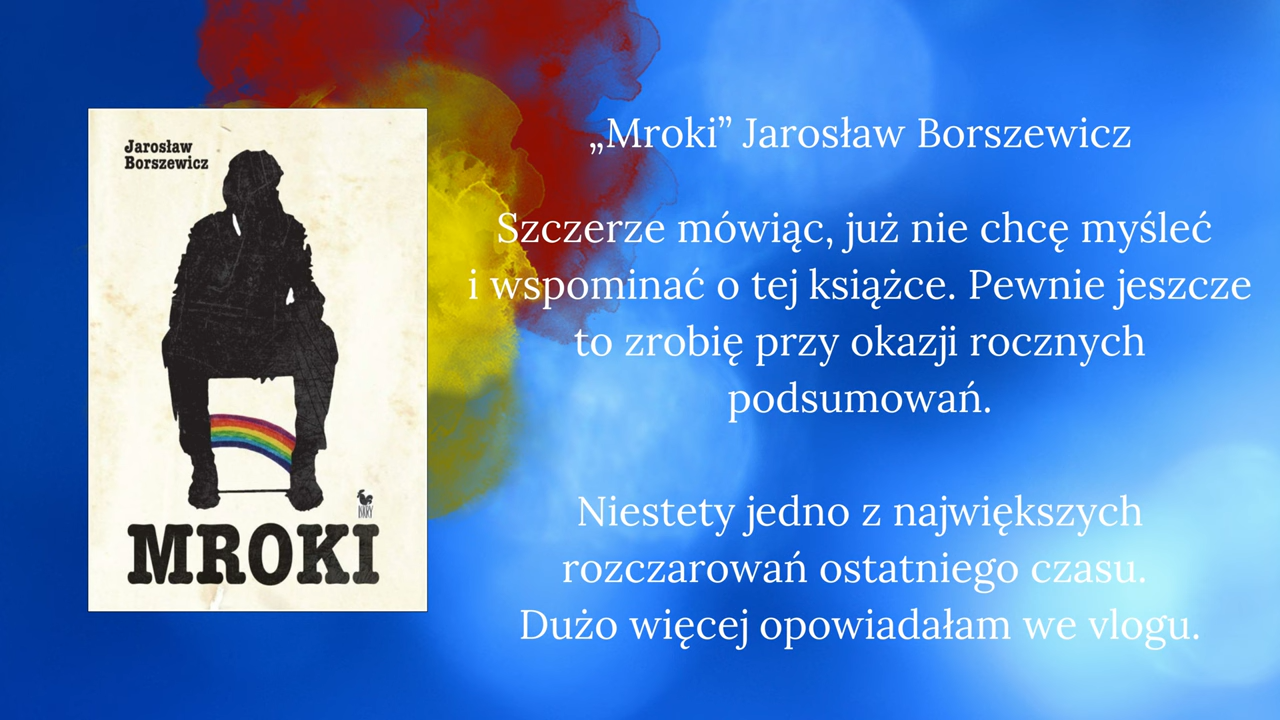 Jarosław
Borszewicz
ISKRY
MROKI
„Mroki” Jarosław Borszewicz
Szczerze mówiąc, już nie chcę myśleć
i wspominać o tej książce. Pewnie jeszcze
to zrobię przy okazji rocznych
podsumowań.
Niestety jedno z największych
rozczarowań ostatniego czasu.
Dużo więcej opowiadałam we vlogu.